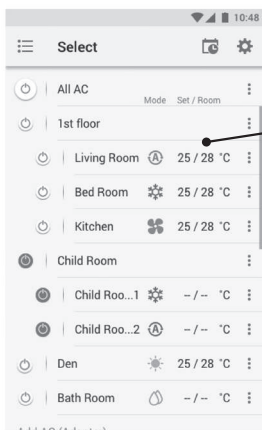 10:48
Select
All AC
Mode Set / Room
1st floor
Living Room 25 / 28 °C
Bed Room 25 / 28 °C
Kitchen 25 / 28 °C
Child Room
Child Roo...1 -- / -- °C
Child Roo...2 -- / -- °C
Den 25 / 28 °C
Bath Room -- / -- °C